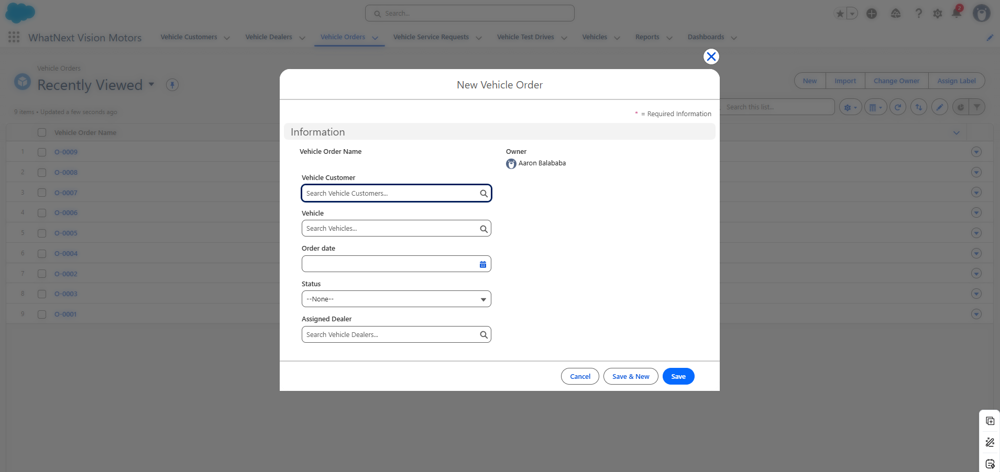 Search...
2
WhatNext Vision Motors
Vehicle Customers
Vehicle Dealers
Vehicle Orders
Vehicle Service Requests
Vehicle Test Drives
Vehicles
Reports
Dashboards
Vehicle Orders
Recently Viewed
New
Import
Change Owner
Assign Label
9 items • Updated a few seconds ago
Search this list...
Vehicle Order Name
1 O-0009
2 O-0008
3 O-0007
4 O-0006
5 O-0005
6 O-0004
7 O-0002
8 O-0003
9 O-0001
New Vehicle Order
* = Required Information
Information
Vehicle Order Name
Owner
Aaron Balababa
Vehicle Customer
Search Vehicle Customers...
Vehicle
Search Vehicles...
Order date
Status
--None--
Assigned Dealer
Search Vehicle Dealers...
Cancel
Save & New
Save